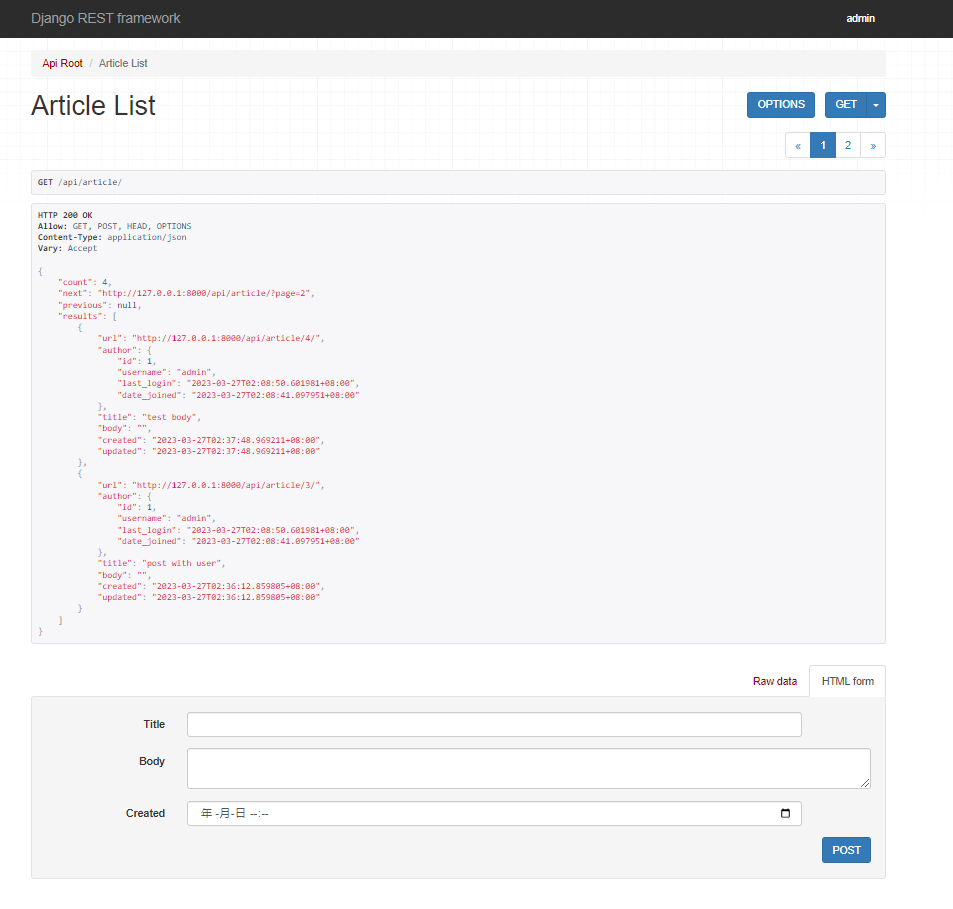 Django REST framework admin
Api Root / Article List
Article List OPTIONS GET
« 1 2 »
GET /api/article/
HTTP 200 OK
Allow: GET, POST, HEAD, OPTIONS
Content-Type: application/json
Vary: Accept
{
"count": 4,
"next": "http://127.0.0.1:8000/api/article/?page=2",
"previous": null,
"results": [
{
"url": "http://127.0.0.1:8000/api/article/4/",
"author": {
"id": 1,
"username": "admin",
"last_login": "2023-03-27T02:08:50.601981+08:00",
"date_joined": "2023-03-27T02:08:41.097951+08:00"
},
"title": "test body",
"body": "",
"created": "2023-03-27T02:37:48.969211+08:00",
"updated": "2023-03-27T02:37:48.969211+08:00"
},
{
"url": "http://127.0.0.1:8000/api/article/3/",
"author": {
"id": 1,
"username": "admin",
"last_login": "2023-03-27T02:08:50.601981+08:00",
"date_joined": "2023-03-27T02:08:41.097951+08:00"
},
"title": "post with user",
"body": "",
"created": "2023-03-27T02:36:12.859805+08:00",
"updated": "2023-03-27T02:36:12.859805+08:00"
}
]
}
Raw data HTML form
Title
Body
Created 年 -月-日 --:--
POST